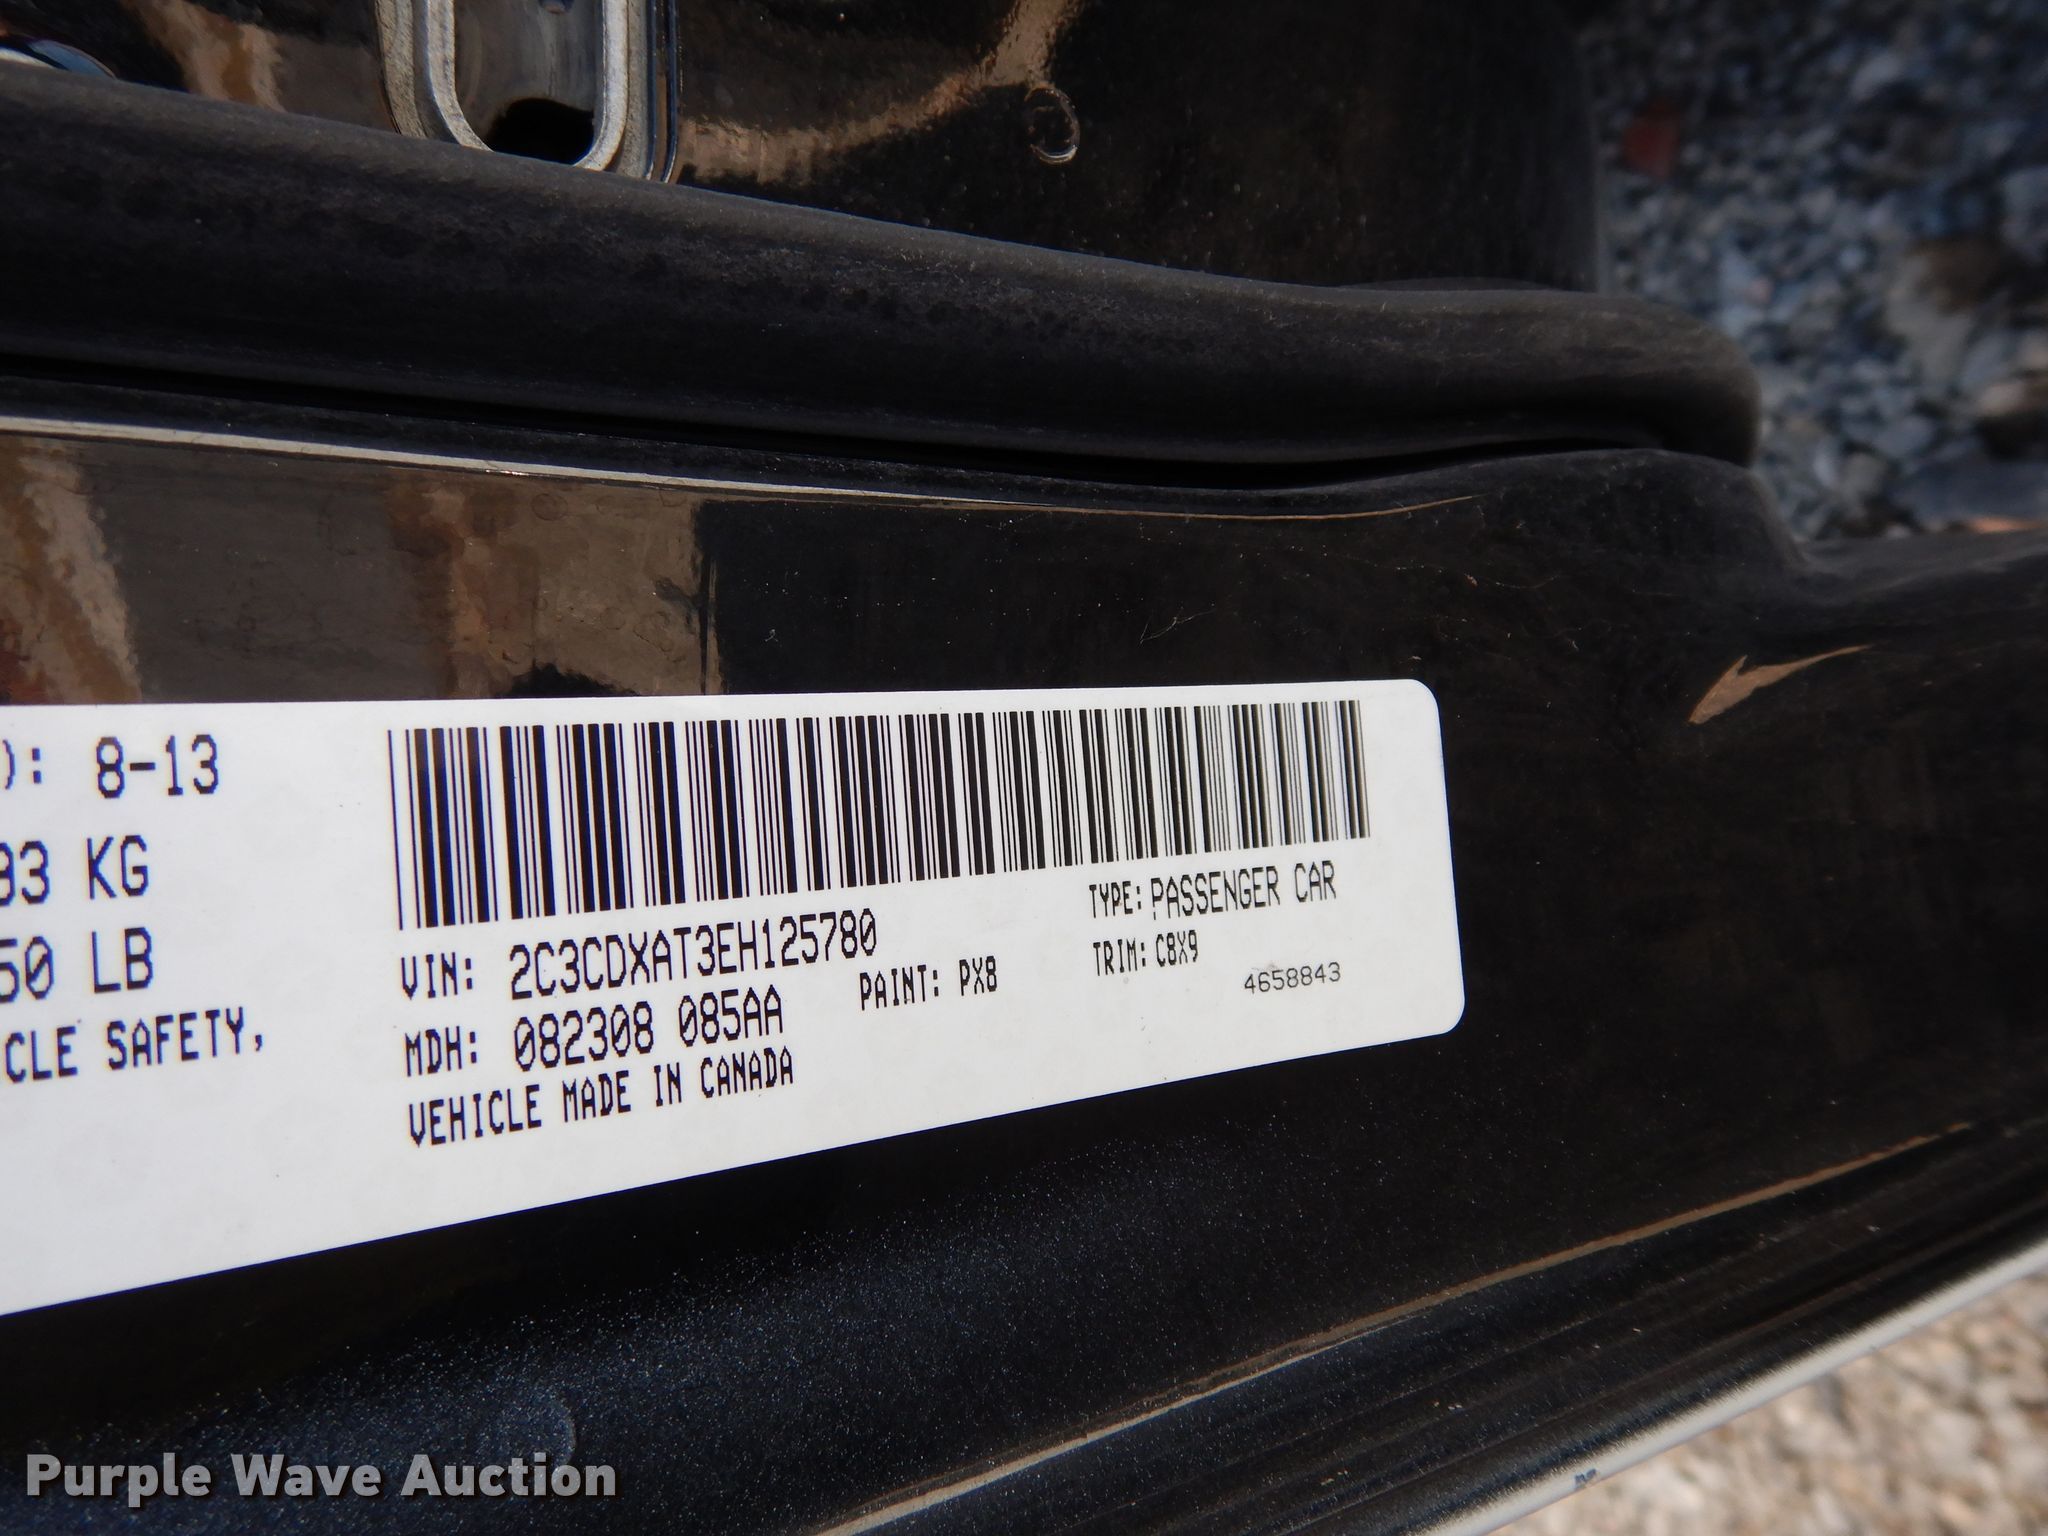 ): 8-13
93 KG
50 LB
CLE SAFETY,
VIN: 2C3CDXAT3EH125780
TYPE: PASSENGER CAR
MDH: 082308 085AA
PAINT: PX8
TRIM: C8X9
VEHICLE MADE IN CANADA
4658843
Purple Wave Auction